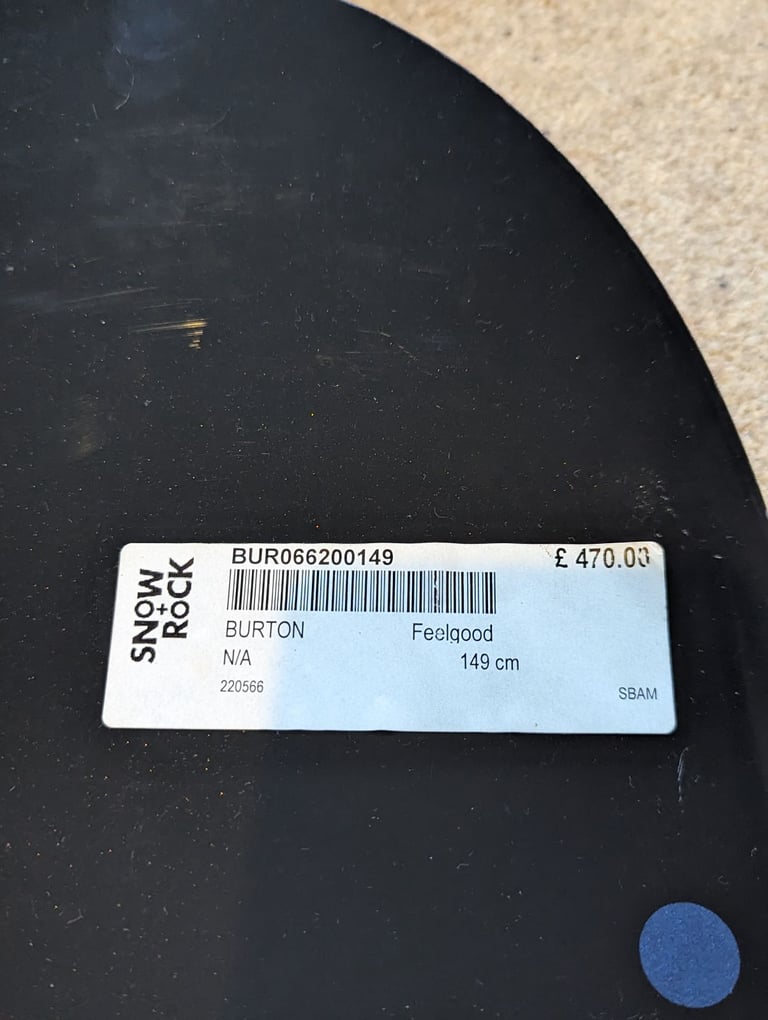 SNOW
+
ROCK
BUR066200149 £ 470.00
BURTON Feelgood
N/A 149 cm
220566 SBAM